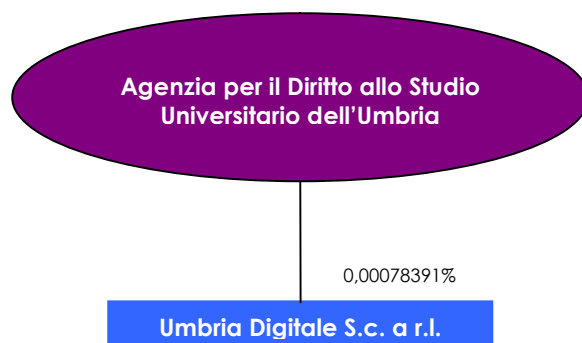 Agenzia per il Diritto allo Studio
Universitario dell'Umbria
0,00078391%
Umbria Digitale S.c. a r.l.